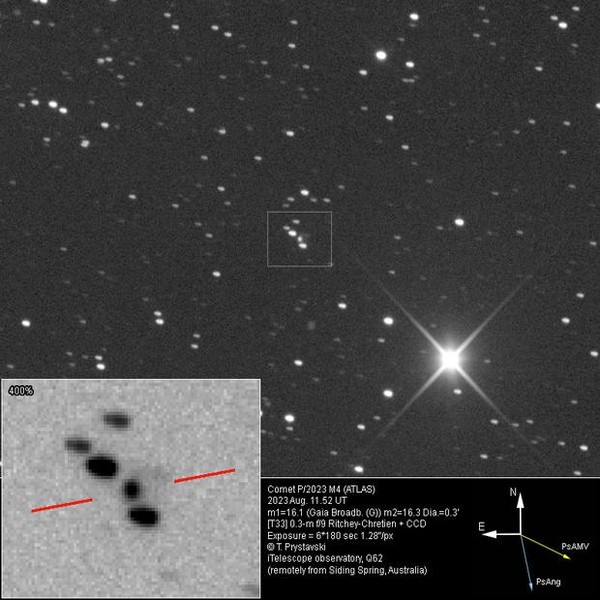 400%
Comet P/2023 M4 (ATLAS)
2023 Aug. 11.52 UT
m1=16.1 (Gaia Broadb. (G)) m2=16.3 Dia.=0.3'
[T33] 0.3-m f/9 Ritchey-Chretien + CCD
Exposure = 6*180 sec 1.28"/px
© T. Prystavski
iTelescope observatory, Q62
(remotely from Siding Spring, Australia)
N
E
PsAMV
PsAng